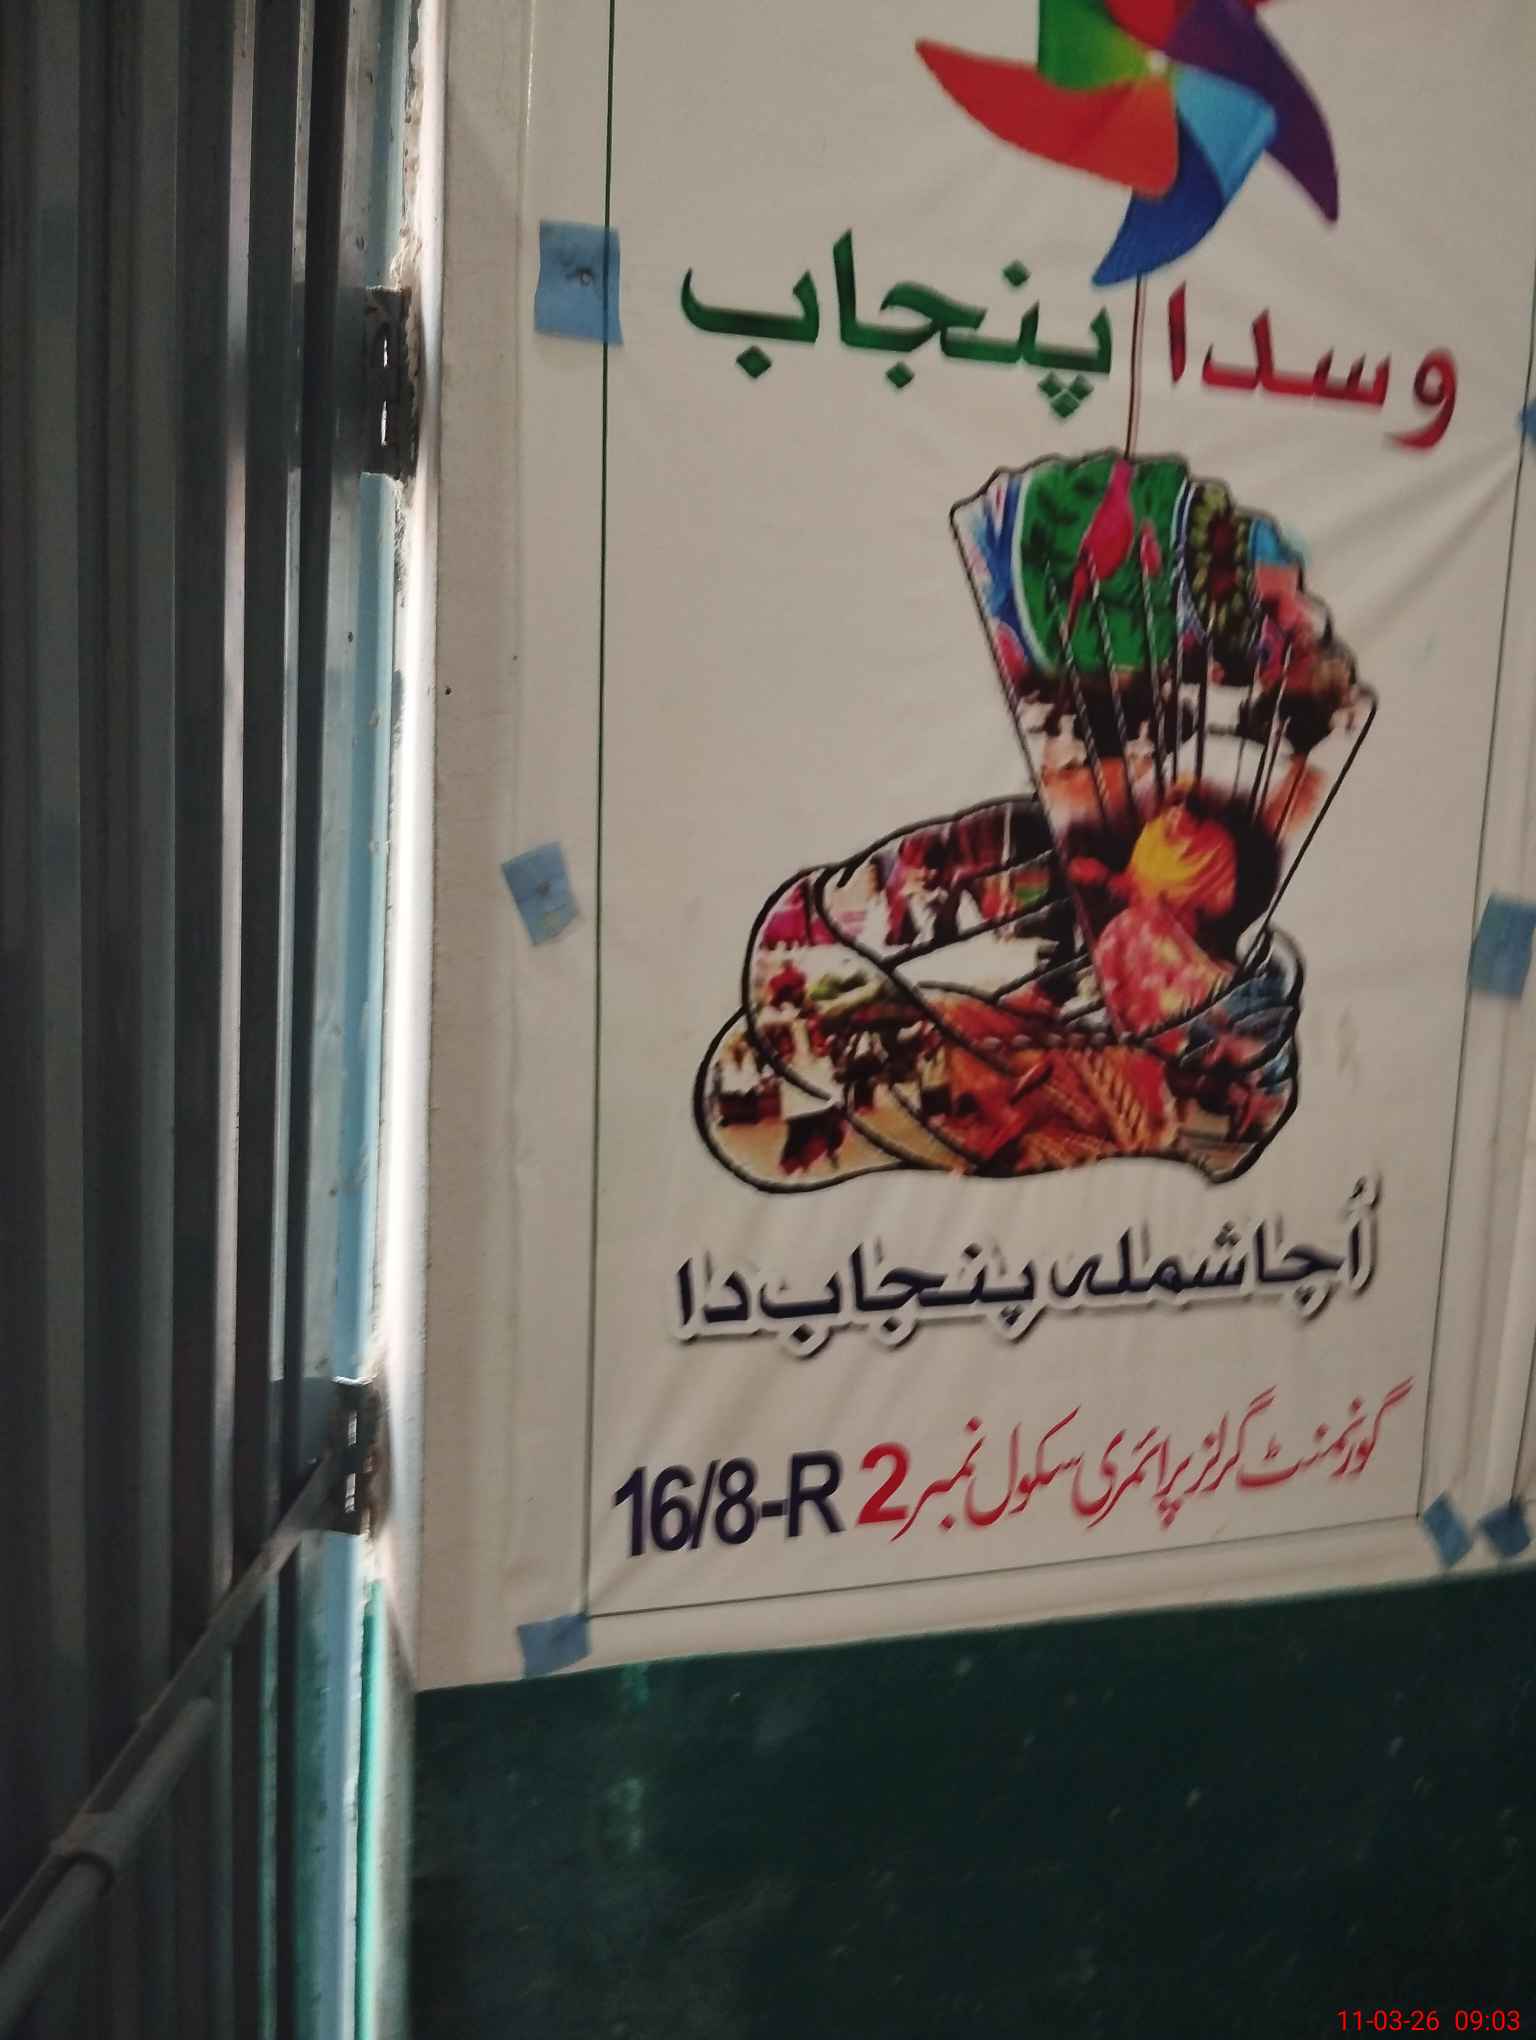 وسدا پنجاب
اُچا شملہ پنجاب دا
گورنمنٹ گرلز پرائمری سکول نمبر 2 16/8-R
11-03-26 09:03